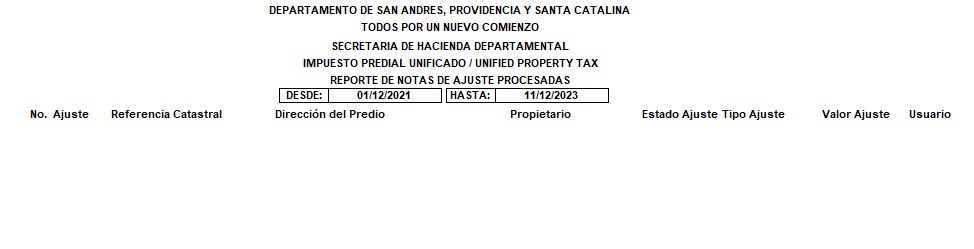 DEPARTAMENTO DE SAN ANDRES, PROVIDENCIA Y SANTA CATALINA
TODOS POR UN NUEVO COMIENZO
SECRETARIA DE HACIENDA DEPARTAMENTAL
IMPUESTO PREDIAL UNIFICADO / UNIFIED PROPERTY TAX
REPORTE DE NOTAS DE AJUSTE PROCESADAS
DESDE: 01/12/2021 HASTA: 11/12/2023
No. Ajuste Referencia Catastral Dirección del Predio Propietario Estado Ajuste Tipo Ajuste Valor Ajuste Usuario